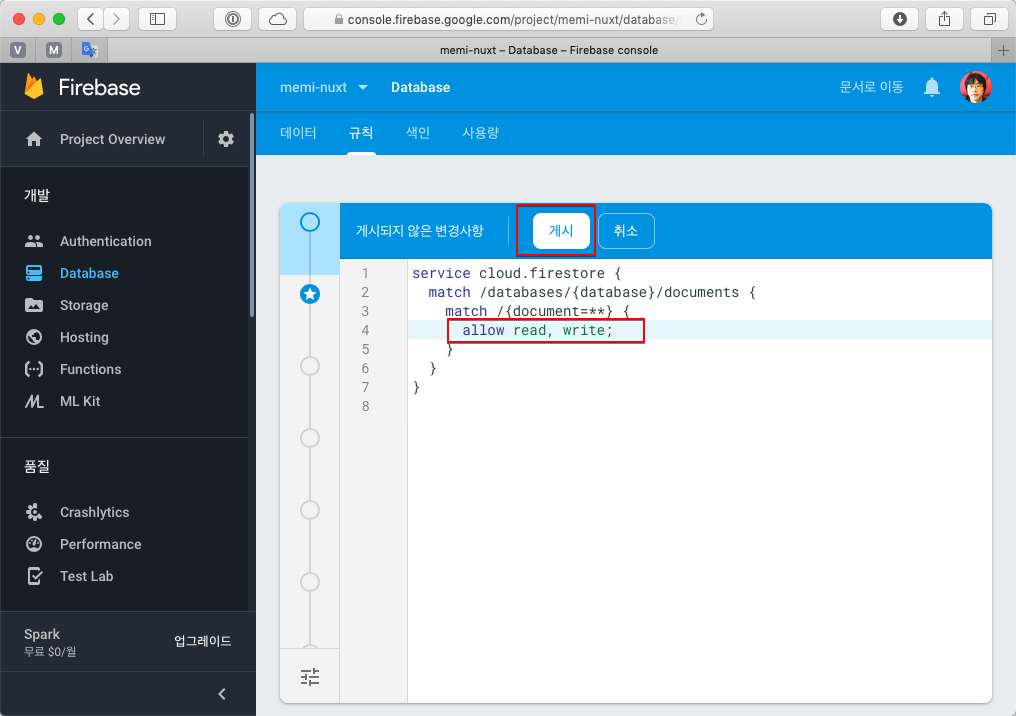 console.firebase.google.com/project/memi-nuxt/database/
V M memi-nuxt – Database – Firebase console
Firebase
memi-nuxt Database 문서로 이동
Project Overview
데이터 규칙 색인 사용량
개발
Authentication
Database
Storage
Hosting
Functions
ML Kit
품질
Crashlytics
Performance
Test Lab
Spark
무료 $0/월
업그레이드
게시되지 않은 변경사항 게시 취소
1 service cloud.firestore {
2 match /databases/{database}/documents {
3 match /{document=**} {
4 allow read, write;
5 }
6 }
7 }
8